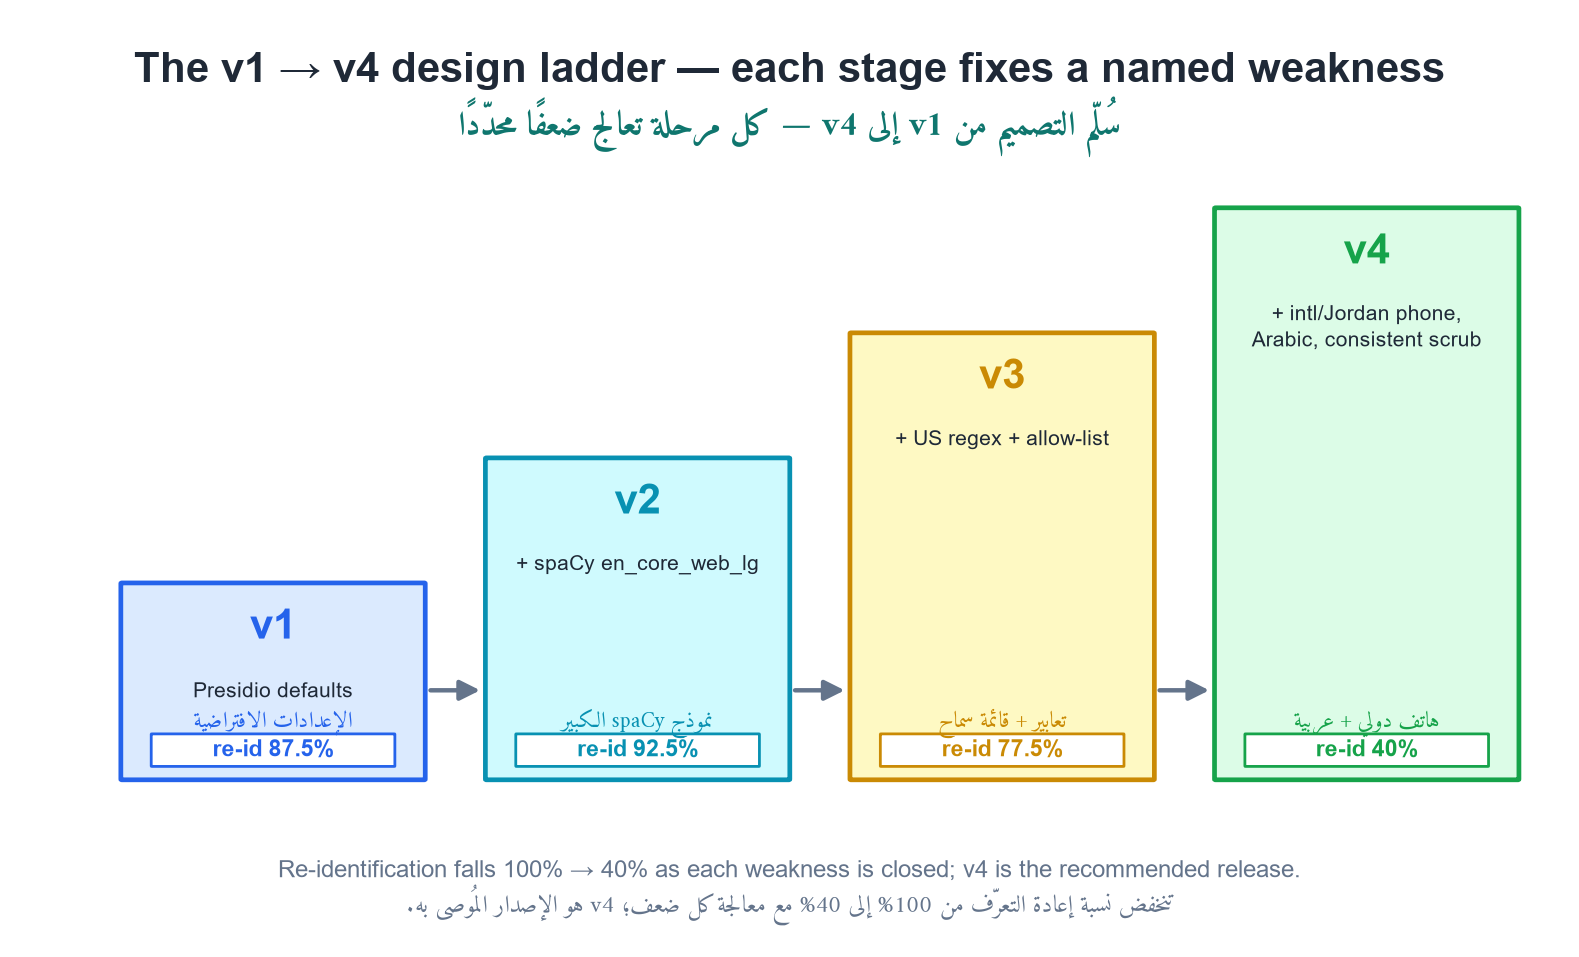 The v1 → v4 design ladder — each stage fixes a named weakness
سُلّم التصميم من v1 إلى v4 — كل مرحلة تعالج ضعفًا محدّدًا
v1
Presidio defaults
الإعدادات الافتراضية
re-id 87.5%
v2
+ spaCy en_core_web_lg
نموذج spaCy الكبير
re-id 92.5%
v3
+ US regex + allow-list
تعابير + قائمة سماح
re-id 77.5%
v4
+ intl/Jordan phone,
Arabic, consistent scrub
هاتف دولي + عربية
re-id 40%
Re-identification falls 100% → 40% as each weakness is closed; v4 is the recommended release.
تنخفض نسبة إعادة التعرّف من 100% إلى 40% مع معالجة كل ضعف؛ v4 هو الإصدار المُوصى به.